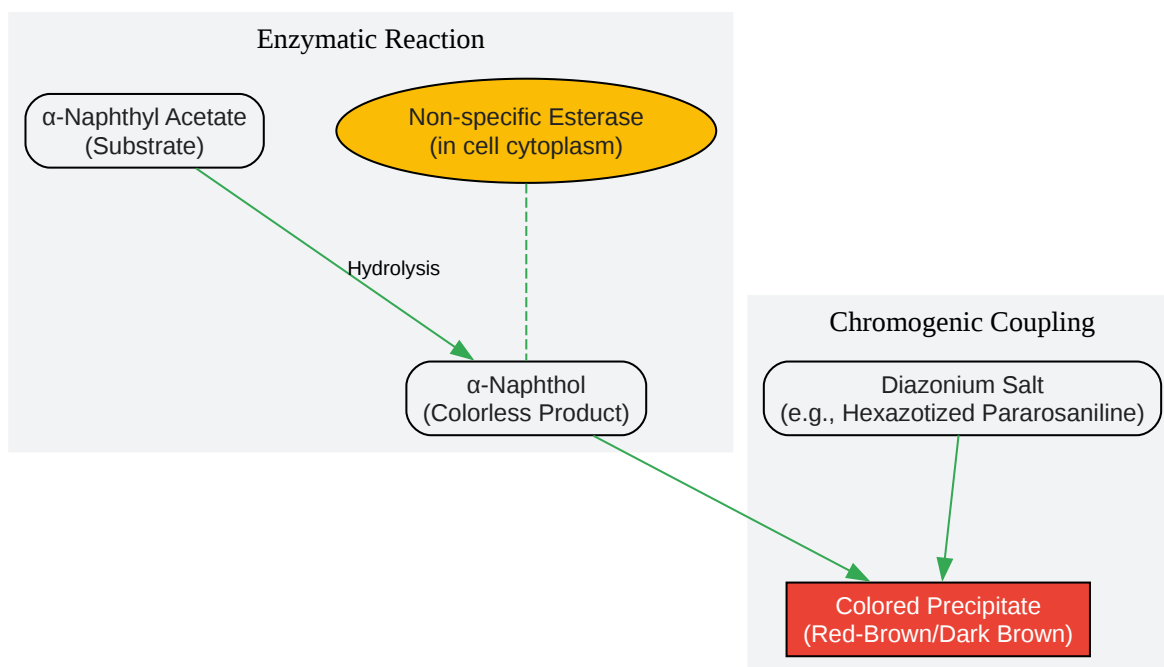 Enzymatic Reaction
α-Naphthyl Acetate
(Substrate)
Non-specific Esterase
(in cell cytoplasm)
Hydrolysis
α-Naphthol
(Colorless Product)
Chromogenic Coupling
Diazonium Salt
(e.g., Hexazotized Pararosaniline)
Colored Precipitate
(Red-Brown/Dark Brown)